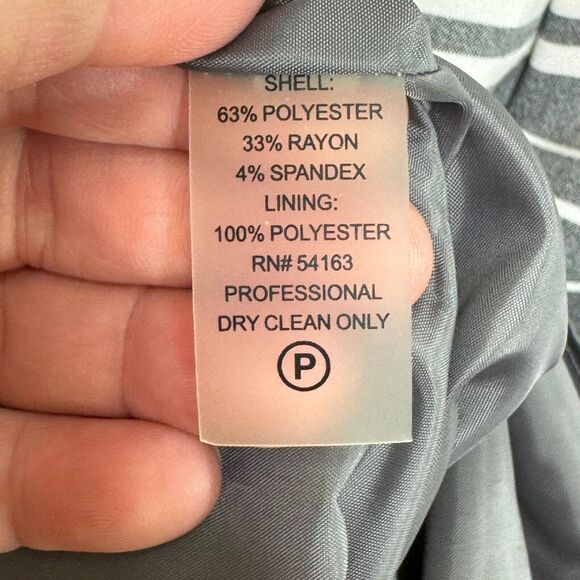 SHELL:
63% POLYESTER
33% RAYON
4% SPANDEX
LINING:
100% POLYESTER
RN# 54163
PROFESSIONAL
DRY CLEAN ONLY
P